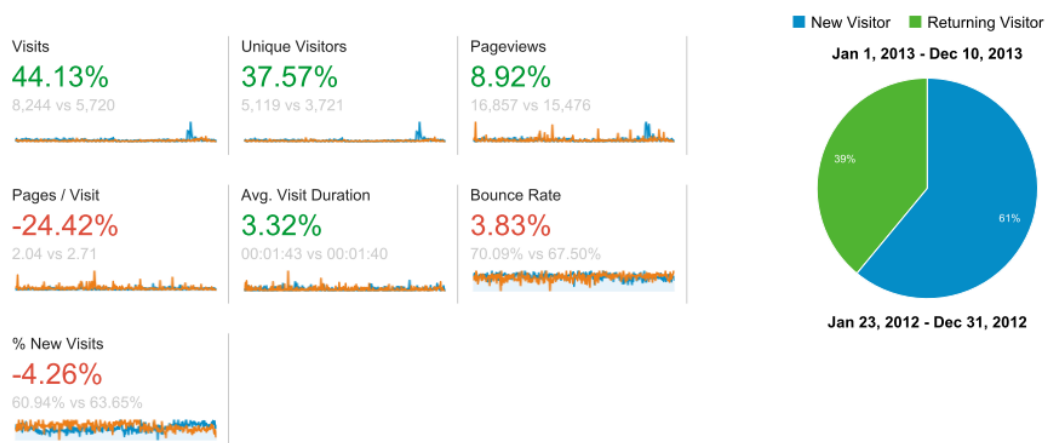 Visits
44.13%
8,244 vs 5,720
Unique Visitors
37.57%
5,119 vs 3,721
Pageviews
8.92%
16,857 vs 15,476
Pages / Visit
-24.42%
2.04 vs 2.71
Avg. Visit Duration
3.32%
00:01:43 vs 00:01:40
Bounce Rate
3.83%
70.09% vs 67.50%
% New Visits
-4.26%
60.94% vs 63.65%
New Visitor
Returning Visitor
Jan 1, 2013 - Dec 10, 2013
39%
61%
Jan 23, 2012 - Dec 31, 2012